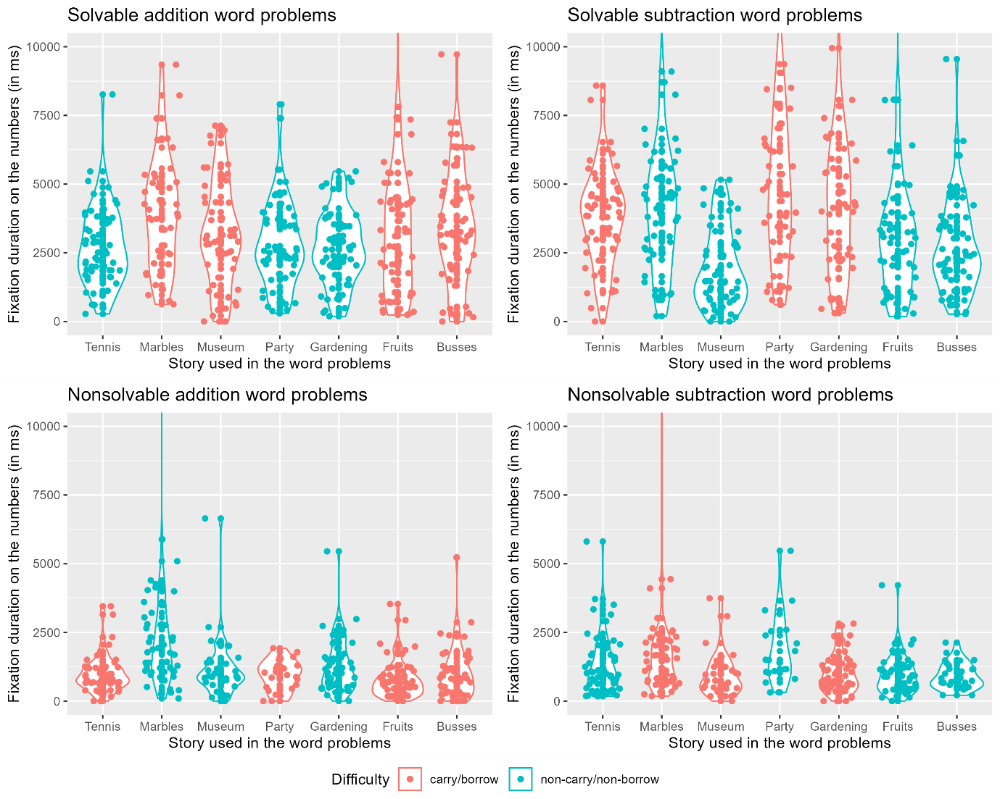 Solvable addition word problems
Fixation duration on the numbers (in ms)
10000
7500
5000
2500
0
Tennis Marbles Museum Party Gardening Fruits Busses
Story used in the word problems
Solvable subtraction word problems
Fixation duration on the numbers (in ms)
10000
7500
5000
2500
0
Tennis Marbles Museum Party Gardening Fruits Busses
Story used in the word problems
Nonsolvable addition word problems
Fixation duration on the numbers (in ms)
10000
7500
5000
2500
0
Tennis Marbles Museum Party Gardening Fruits Busses
Story used in the word problems
Nonsolvable subtraction word problems
Fixation duration on the numbers (in ms)
10000
7500
5000
2500
0
Tennis Marbles Museum Party Gardening Fruits Busses
Story used in the word problems
Difficulty carry/borrow non-carry/non-borrow